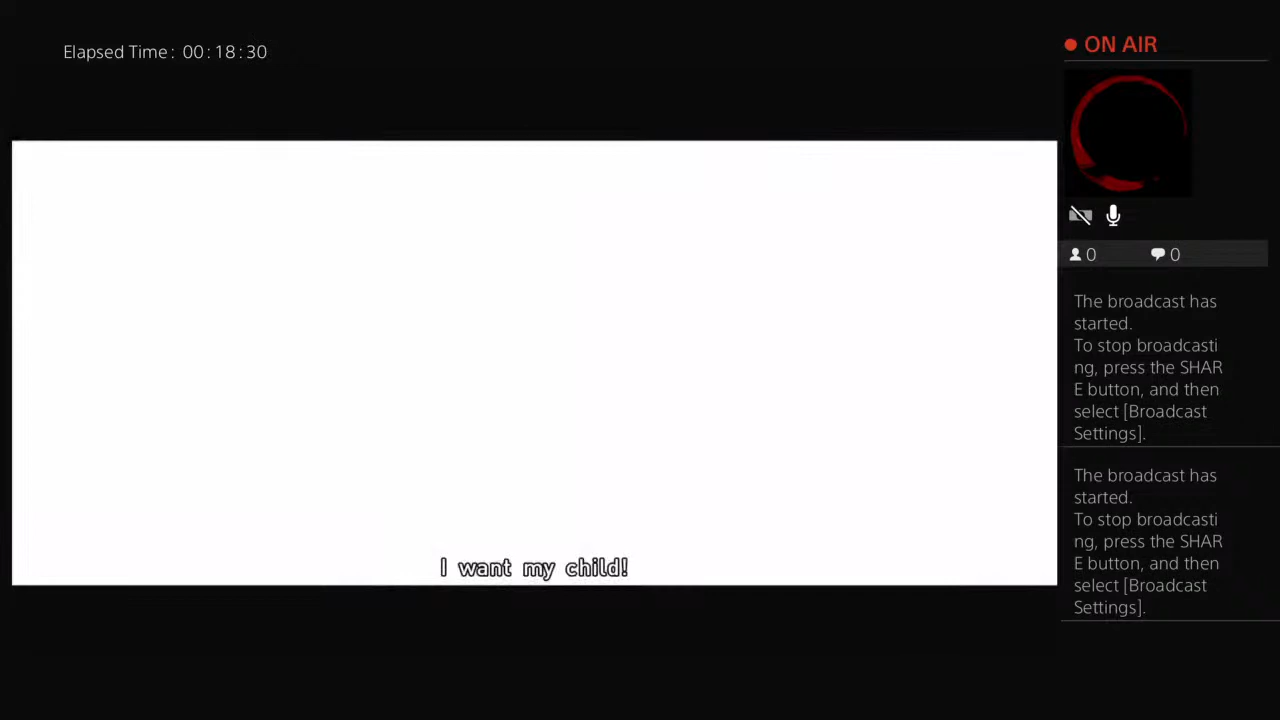 Elapsed Time: 00:18:30
ON AIR
0 0
The broadcast has
started.
To stop broadcasti
ng, press the SHAR
E button, and then
select [Broadcast
Settings].
The broadcast has
started.
To stop broadcasti
ng, press the SHAR
E button, and then
select [Broadcast
Settings].
I want my child!